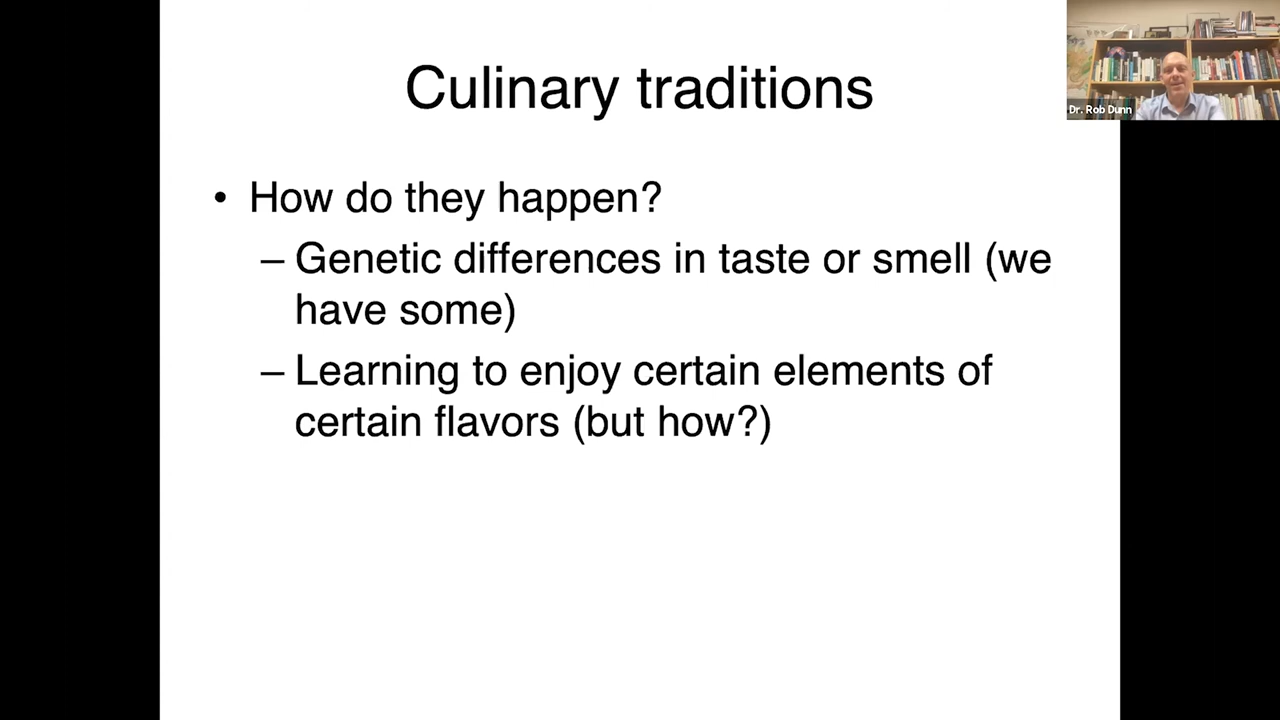 Culinary traditions
Dr. Rob Dunn
• How do they happen?
– Genetic differences in taste or smell (we
have some)
– Learning to enjoy certain elements of
certain flavors (but how?)